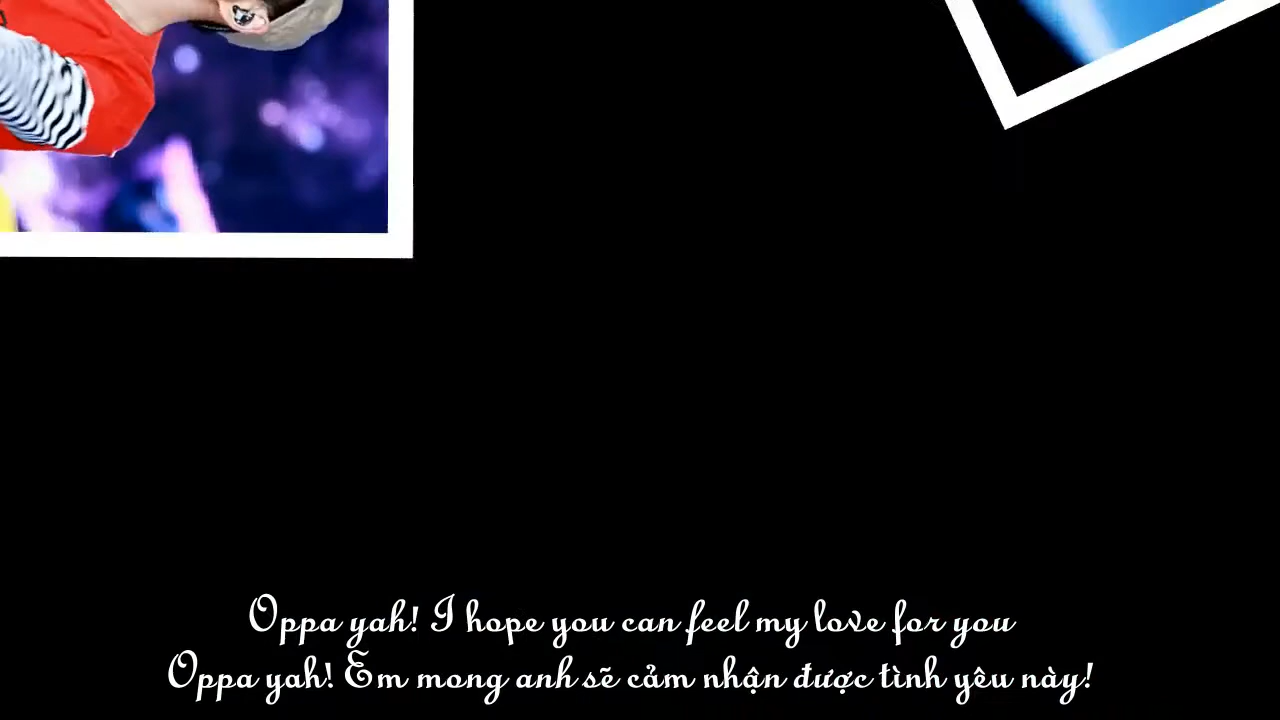 Oppa yah! I hope you can feel my love for you
Oppa yah! Em mong anh sẽ cảm nhận được tình yêu này!